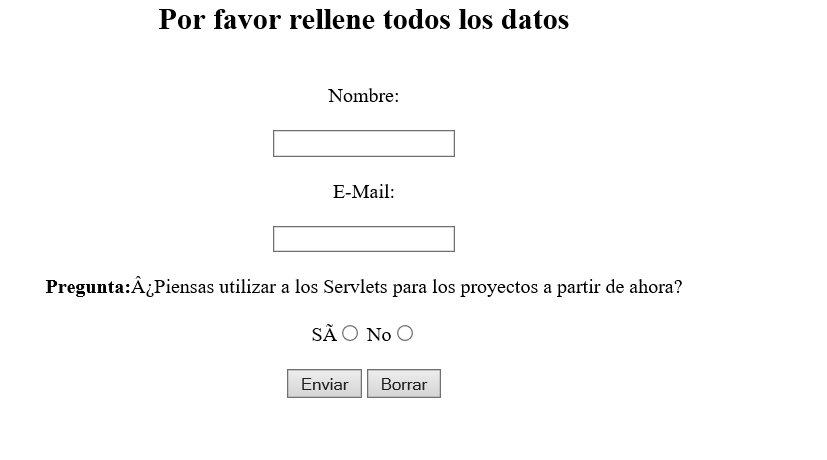 Por favor rellene todos los datos
Nombre:
E-Mail:
Pregunta:Â¿Piensas utilizar a los Servlets para los proyectos a partir de ahora?
SÃ No
Enviar Borrar